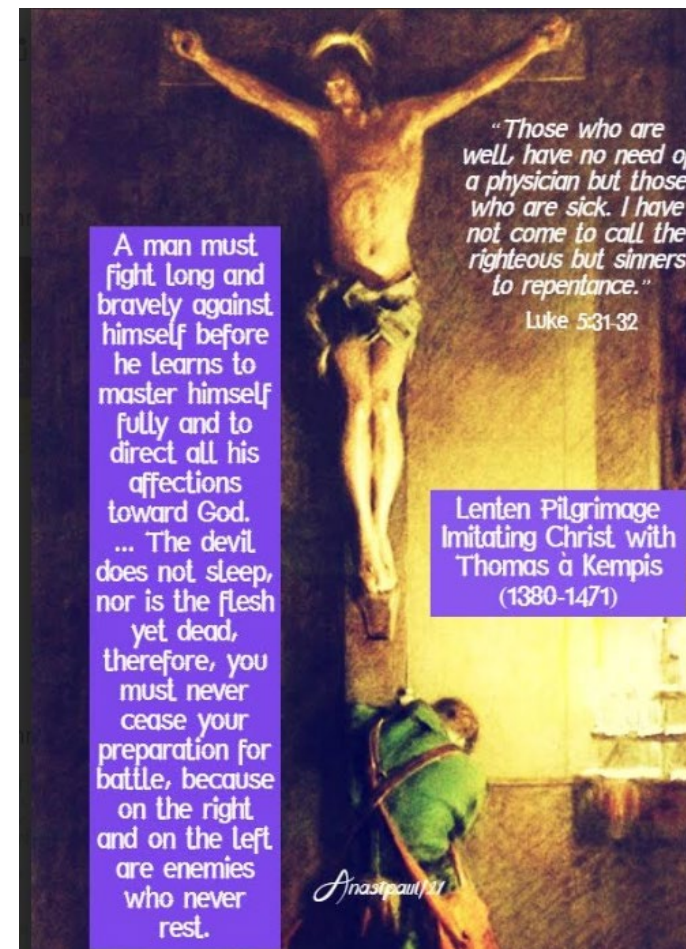 A man must
fight long and
bravely against
himself before
he learns to
master himself
fully and to
direct all his
affections
toward God.
... The devil
does not sleep,
nor is the flesh
yet dead,
therefore, you
must never
cease your
preparation for
battle, because
on the right
and on the left
are enemies
who never
rest.
“Those who are
well, have no need of
a physician but those
who are sick. I have
not come to call the
righteous but sinners
to repentance.”
Luke 5:31-32
Lenten Pilgrimage
Imitating Christ with
Thomas à Kempis
(1380-1471)